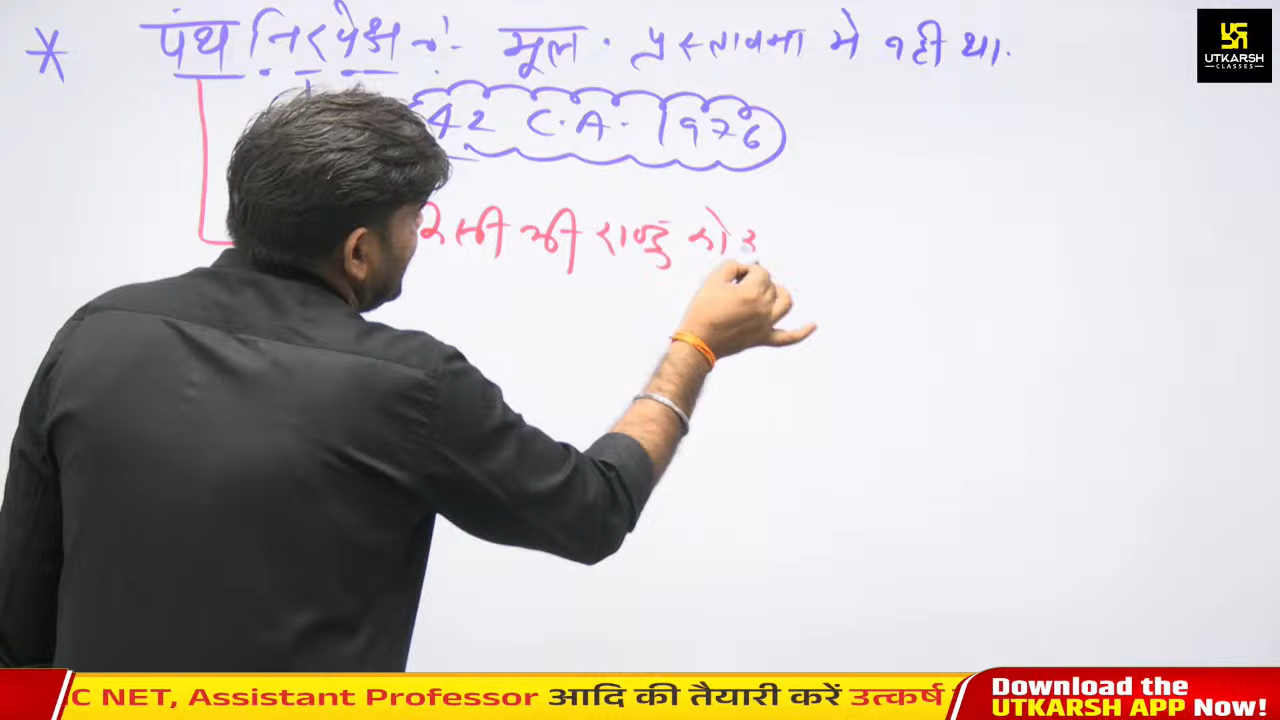 * पंथ निरपेक्ष :- मूल . प्रस्तावना मे नही था.
42 C.A. 1976
की राष्ट्र
UTKARSH
CLASSES
C NET, Assistant Professor आदि की तैयारी करें उत्कर्ष
Download the
UTKARSH APP Now!